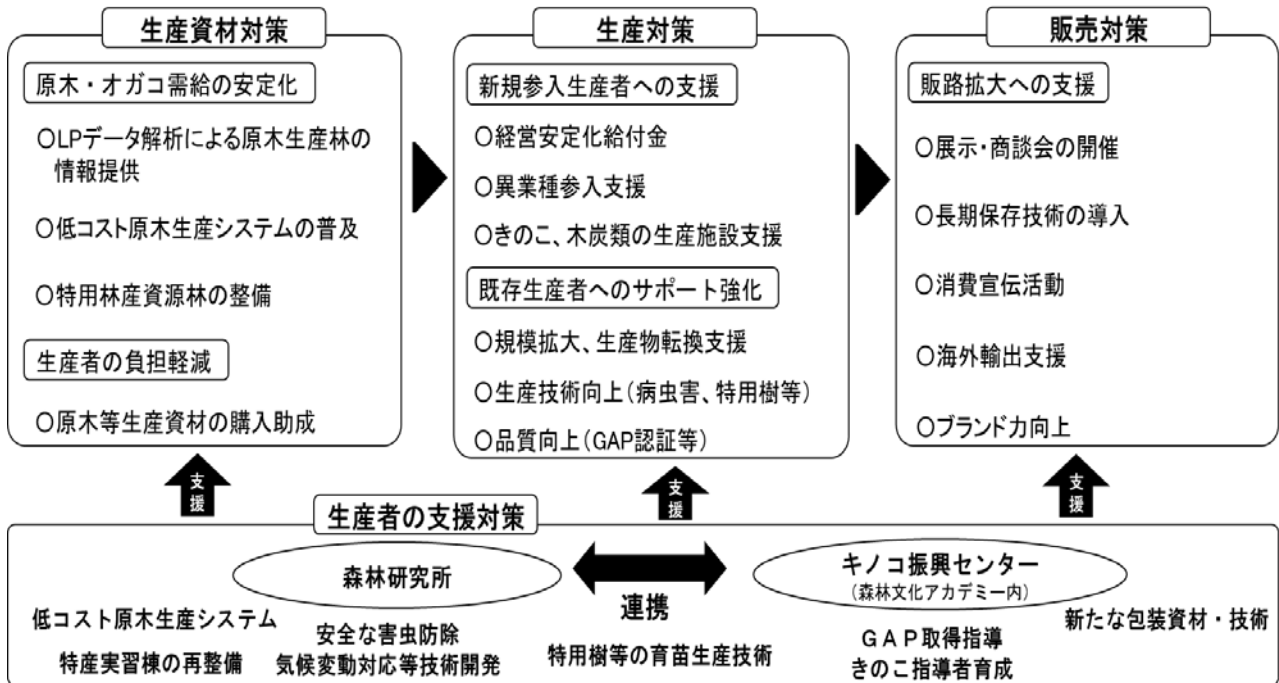 生産資材対策
原木・オガコ需給の安定化
○LPデータ解析による原木生産林の
情報提供
○低コスト原木生産システムの普及
○特用林産資源林の整備
生産者の負担軽減
○原木等生産資材の購入助成
生産対策
新規参入生産者への支援
○経営安定化給付金
○異業種参入支援
○きのこ、木炭類の生産施設支援
既存生産者へのサポート強化
○規模拡大、生産物転換支援
○生産技術向上(病虫害、特用樹等)
○品質向上(GAP認証等)
販売対策
販路拡大への支援
○展示・商談会の開催
○長期保存技術の導入
○消費宣伝活動
○海外輸出支援
○ブランド力向上
支援
支援
支援
生産者の支援対策
森林研究所
連携
キノコ振興センター
(森林文化アカデミー内)
低コスト原木生産システム
特産実習棟の再整備
安全な害虫防除
気候変動対応等技術開発
特用樹等の育苗生産技術
GAP取得指導
きのこ指導者育成
新たな包装資材・技術